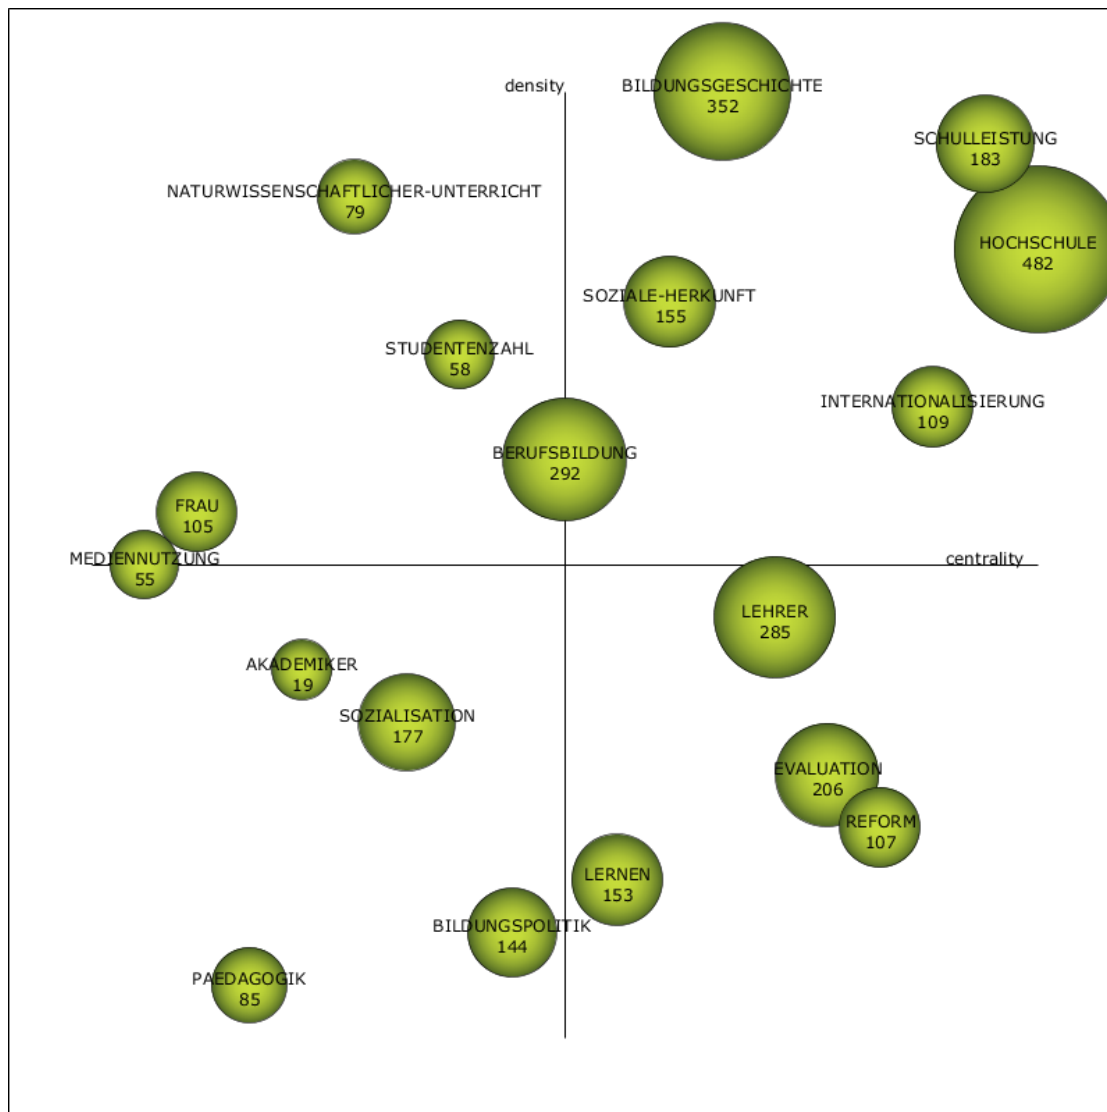 density
BILDUNGSGESCHICHTE
352
SCHULLEISTUNG
183
NATURWISSENSCHAFTLICHER-UNTERRICHT
79
HOCHSCHULE
482
SOZIALE-HERKUNFT
155
STUDENTENZAHL
58
INTERNATIONALISIERUNG
109
BERUFSBILDUNG
292
FRAU
105
MEDIENNUTZUNG
55
centrality
LEHRER
285
AKADEMIKER
19
SOZIALISATION
177
EVALUATION
206
REFORM
107
LERNEN
153
BILDUNGSPOLITIK
144
PAEDAGOGIK
85